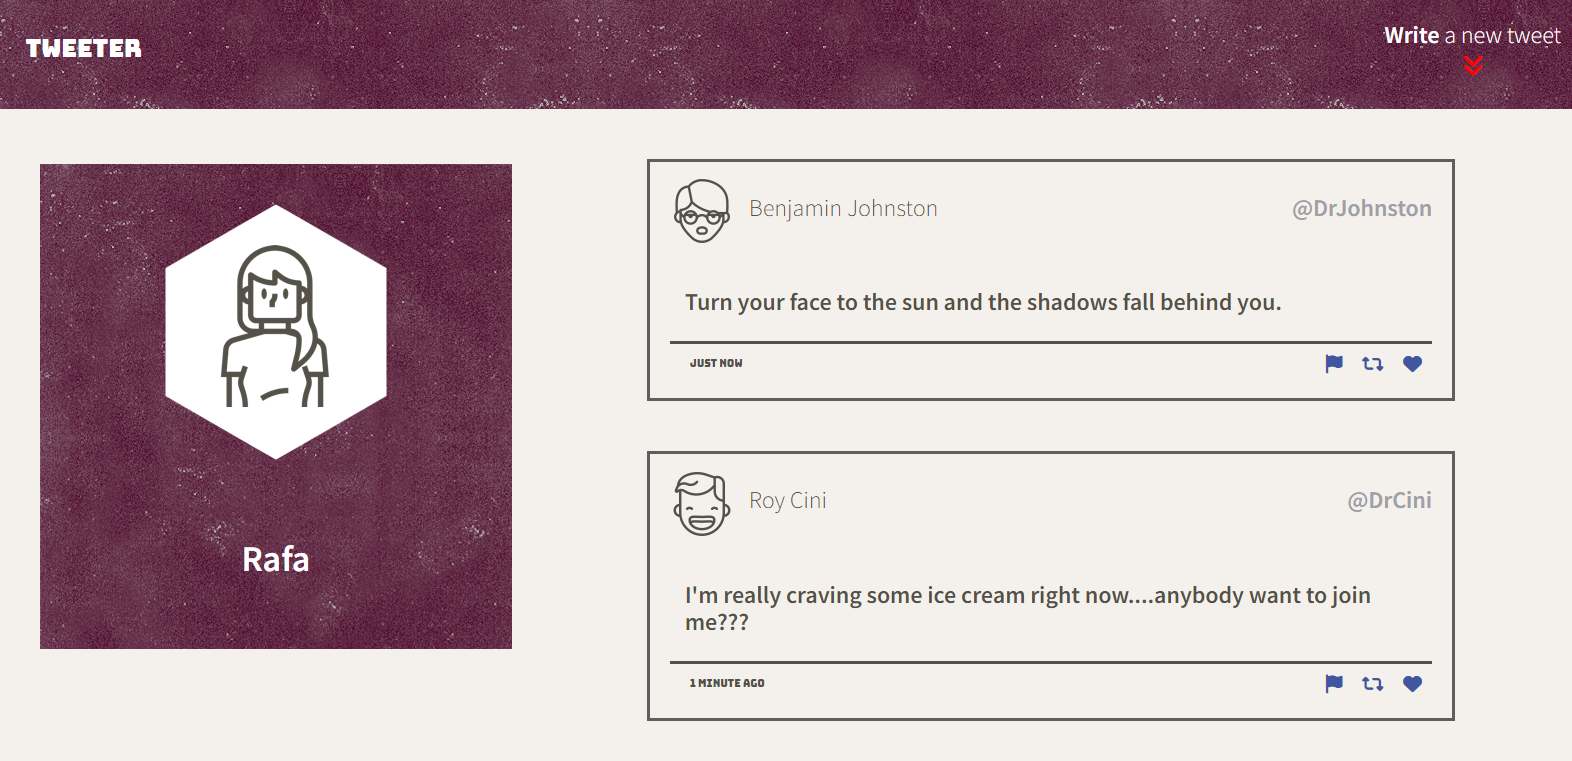 TWEETER
Write a new tweet
Rafa
Benjamin Johnston
@DrJohnston
Turn your face to the sun and the shadows fall behind you.
JUST NOW
Roy Cini
@DrCini
I'm really craving some ice cream right now....anybody want to join
me???
1 MINUTE AGO